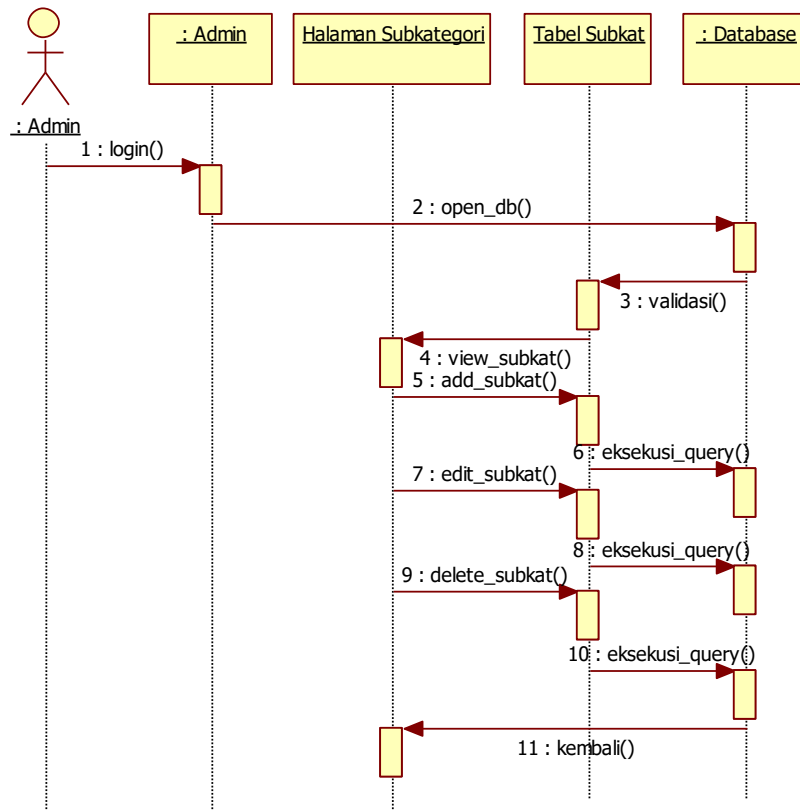 : Admin
Halaman Subkategori
Tabel Subkat
: Database
: Admin
1 : login()
2 : open_db()
3 : validasi()
4 : view_subkat()
5 : add_subkat()
6 : eksekusi_query()
7 : edit_subkat()
8 : eksekusi_query()
9 : delete_subkat()
10 : eksekusi_query()
11 : kembali()